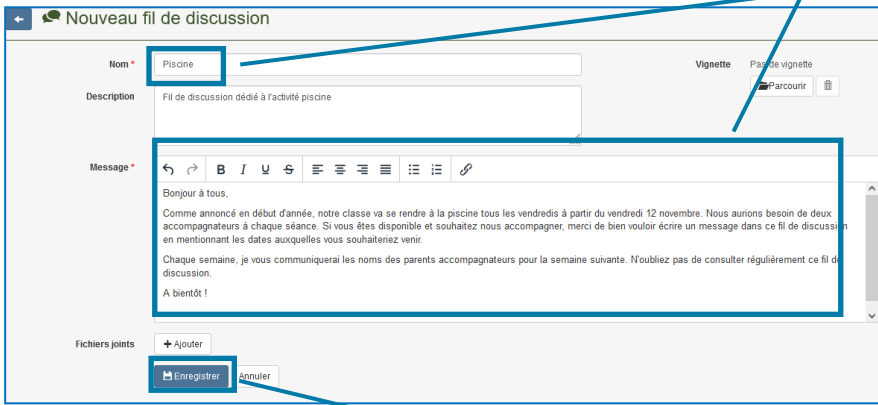 Nouveau fil de discussion
Nom * Piscine
Vignette Pas de vignette
Parcourir
Description Fil de discussion dédié à l'activité piscine
Message *
B I U S
Bonjour à tous,
Comme annoncé en début d'année, notre classe va se rendre à la piscine tous les vendredis à partir du vendredi 12 novembre. Nous aurions besoin de deux
accompagnateurs à chaque séance. Si vous êtes disponible et souhaitez nous accompagner, merci de bien vouloir écrire un message dans ce fil de discussion
en mentionnant les dates auxquelles vous souhaiteriez venir.
Chaque semaine, je vous communiquerai les noms des parents accompagnateurs pour la semaine suivante. N'oubliez pas de consulter régulièrement ce fil de
discussion.
A bientôt !
Fichiers joints + Ajouter
Enregistrer Annuler